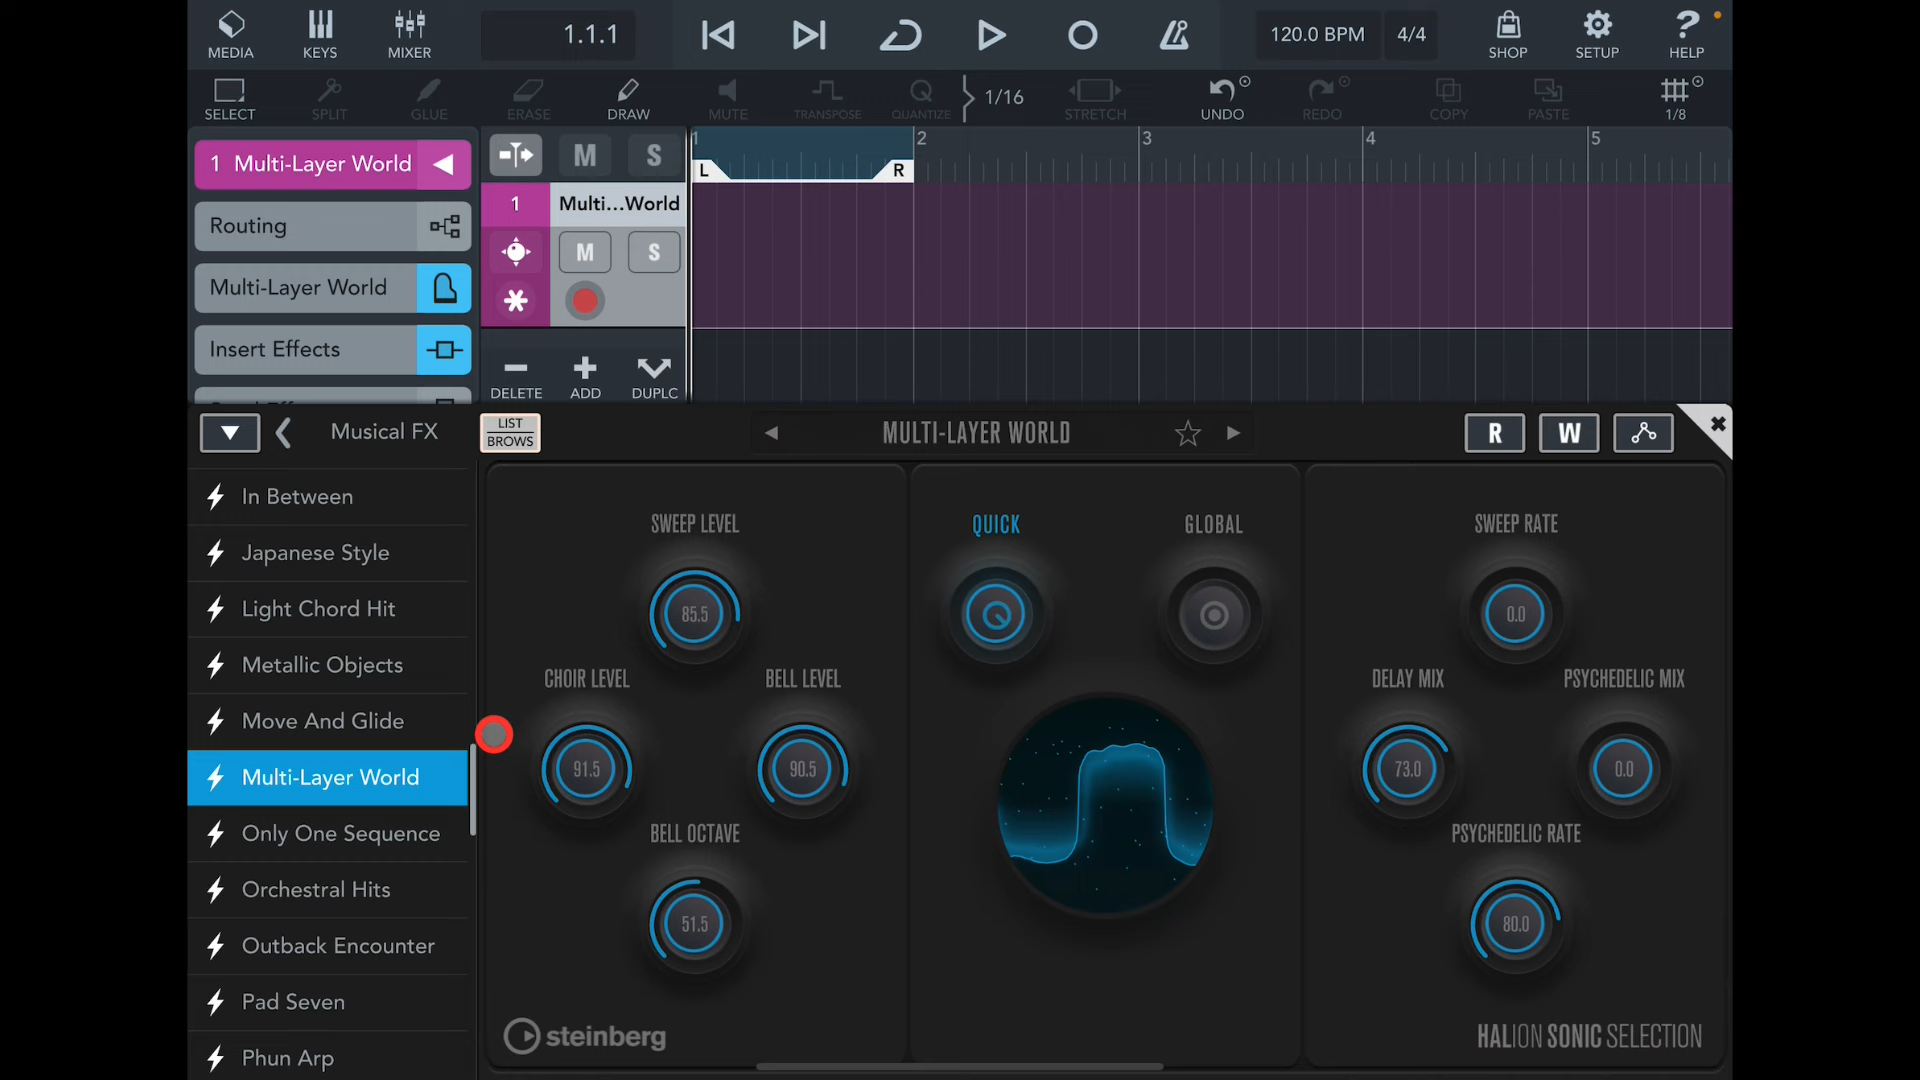 MEDIA
KEYS
MIXER
1.1.1
120.0 BPM
4/4
SHOP
SETUP
HELP
SELECT
SPLIT
GLUE
ERASE
DRAW
MUTE
TRANSPOSE
QUANTIZE
1/16
STRETCH
UNDO
REDO
COPY
PASTE
1/8
1 Multi-Layer World
M
S
1
2
3
4
5
L
R
1
Multi...World
Routing
M
S
Multi-Layer World
Insert Effects
DELETE
ADD
DUPLC
Musical FX
LIST
BROWS
MULTI-LAYER WORLD
R
W
In Between
Japanese Style
Light Chord Hit
Metallic Objects
Move And Glide
Multi-Layer World
Only One Sequence
Orchestral Hits
Outback Encounter
Pad Seven
Phun Arp
SWEEP LEVEL
85.5
CHOIR LEVEL
91.5
BELL LEVEL
90.5
BELL OCTAVE
51.5
QUICK
GLOBAL
SWEEP RATE
0.0
DELAY MIX
73.0
PSYCHEDELIC MIX
0.0
PSYCHEDELIC RATE
80.0
steinberg
HALION SONIC SELECTION